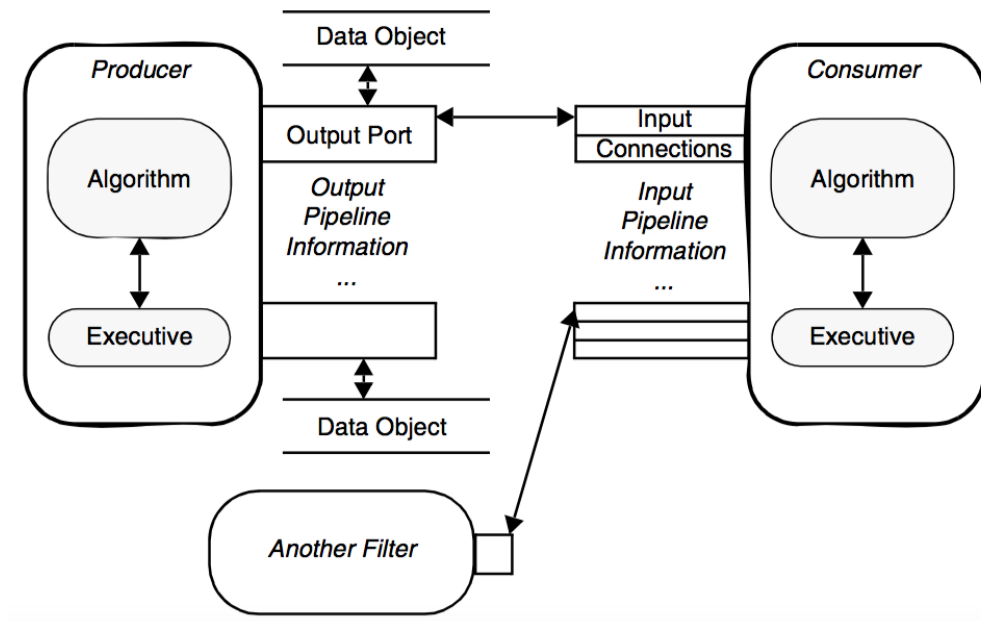 Data Object
Producer
Consumer
Output Port
Input
Connections
Algorithm
Output
Pipeline
Information
...
Input
Pipeline
Information
...
Algorithm
Executive
Executive
Data Object
Another Filter